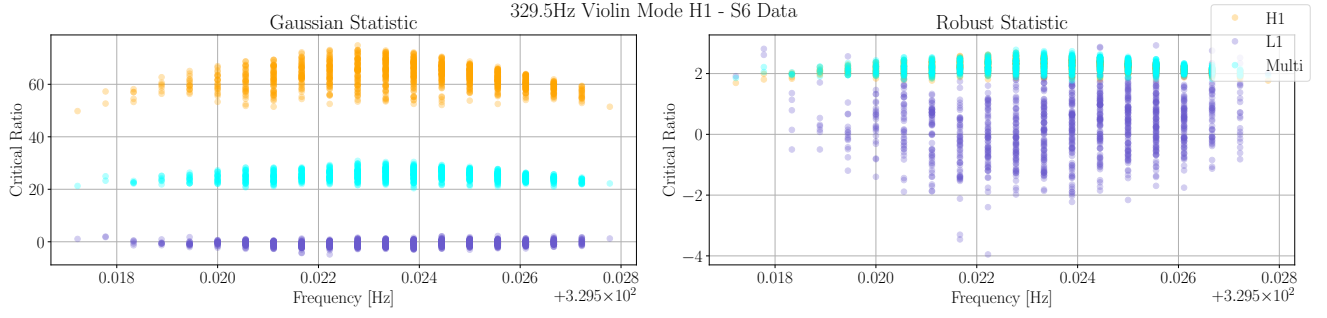 329.5Hz Violin Mode H1 - S6 Data
Gaussian Statistic
Critical Ratio
60
40
20
0
0.018 0.020 0.022 0.024 0.026 0.028
Frequency [Hz]
+3.295×10²
Robust Statistic
H1
L1
Multi
Critical Ratio
2
0
−2
−4
0.018 0.020 0.022 0.024 0.026 0.028
Frequency [Hz]
+3.295×10²